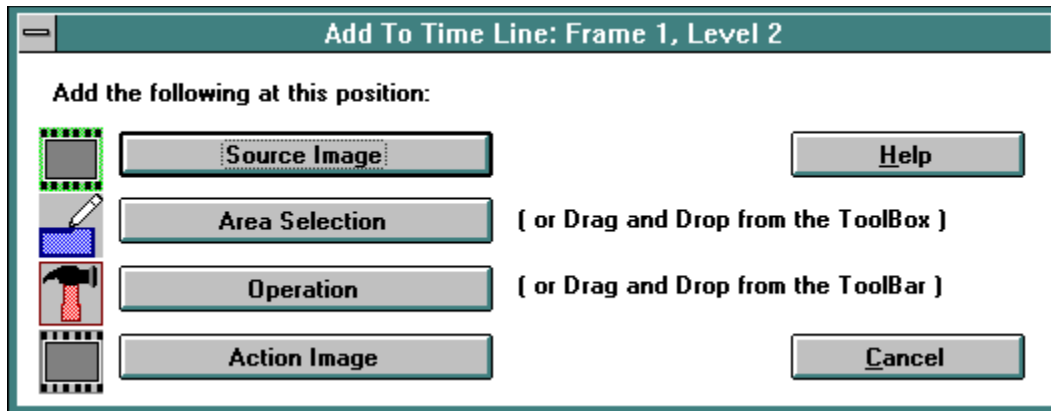 Add To Time Line: Frame 1, Level 2
Add the following at this position:
Source Image
Help
Area Selection
( or Drag and Drop from the ToolBox )
Operation
( or Drag and Drop from the ToolBar )
Action Image
Cancel